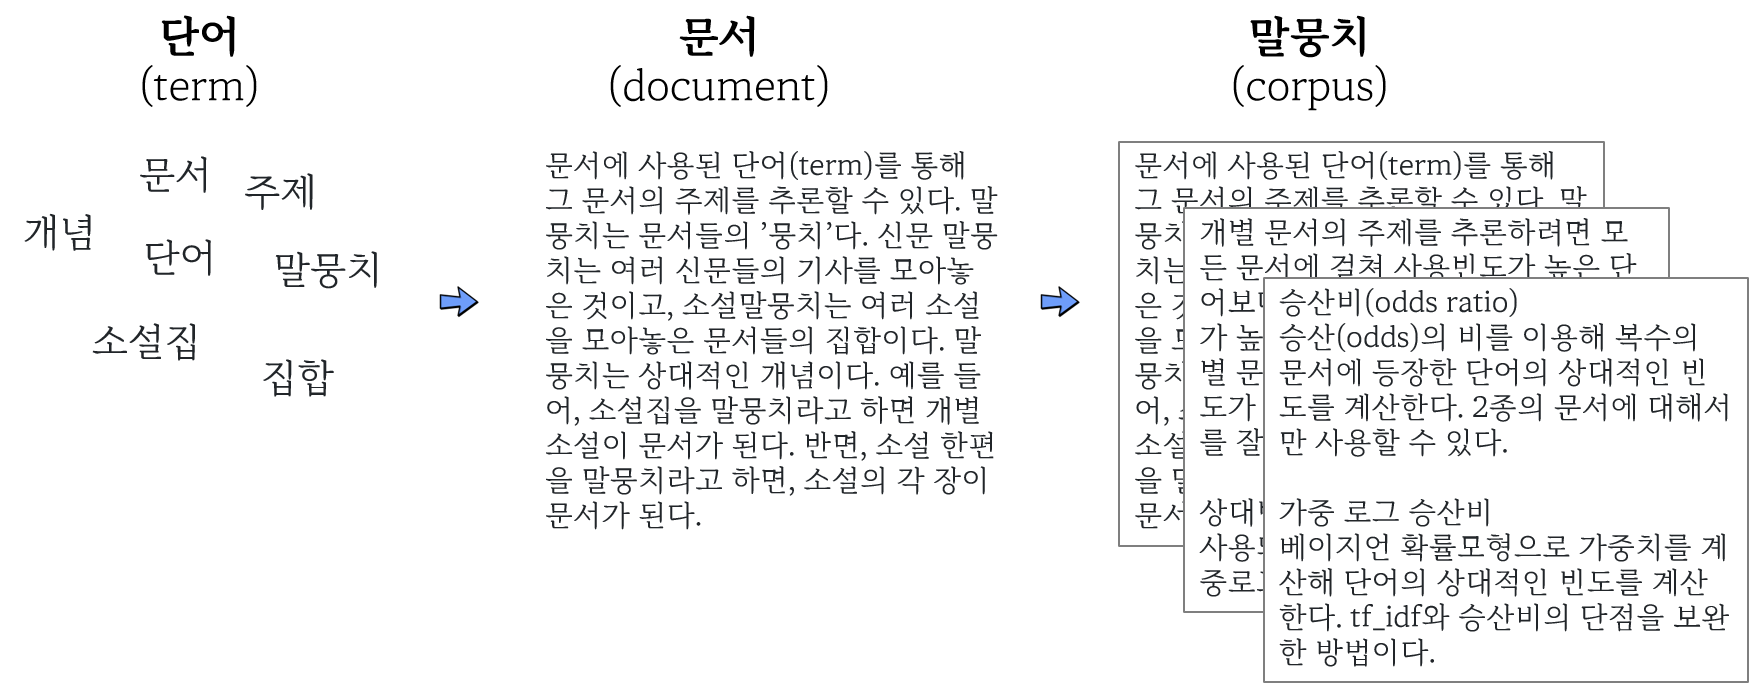 단어
(term)
문서
주제
개념
단어
말뭉치
소설집
집합
문서
(document)
문서에 사용된 단어(term)를 통해
그 문서의 주제를 추론할 수 있다. 말
뭉치는 문서들의 ’뭉치’다. 신문 말뭉
치는 여러 신문들의 기사를 모아놓
은 것이고, 소설말뭉치는 여러 소설
을 모아놓은 문서들의 집합이다. 말
뭉치는 상대적인 개념이다. 예를 들
어, 소설집을 말뭉치라고 하면 개별
소설이 문서가 된다. 반면, 소설 한편
을 말뭉치라고 하면, 소설의 각 장이
문서가 된다.
말뭉치
(corpus)
문서에 사용된 단어(term)를 통해
그 문서의 주제를 추론할 수 있다. 말
뭉치
치는
은
을
뭉치
어,
소설
을
문서
개별 문서의 주제를 추론하려면 모
든 문서에 걸쳐 사용빈도가 높은 단
어보다
가 높
별 문
도가
를 잘
상대
사용
중로
승산비(odds ratio)
승산(odds)의 비를 이용해 복수의
문서에 등장한 단어의 상대적인 빈
도를 계산한다. 2종의 문서에 대해서
만 사용할 수 있다.
가중 로그 승산비
베이지언 확률모형으로 가중치를 계
산해 단어의 상대적인 빈도를 계산
한다. tf_idf와 승산비의 단점을 보완
한 방법이다.